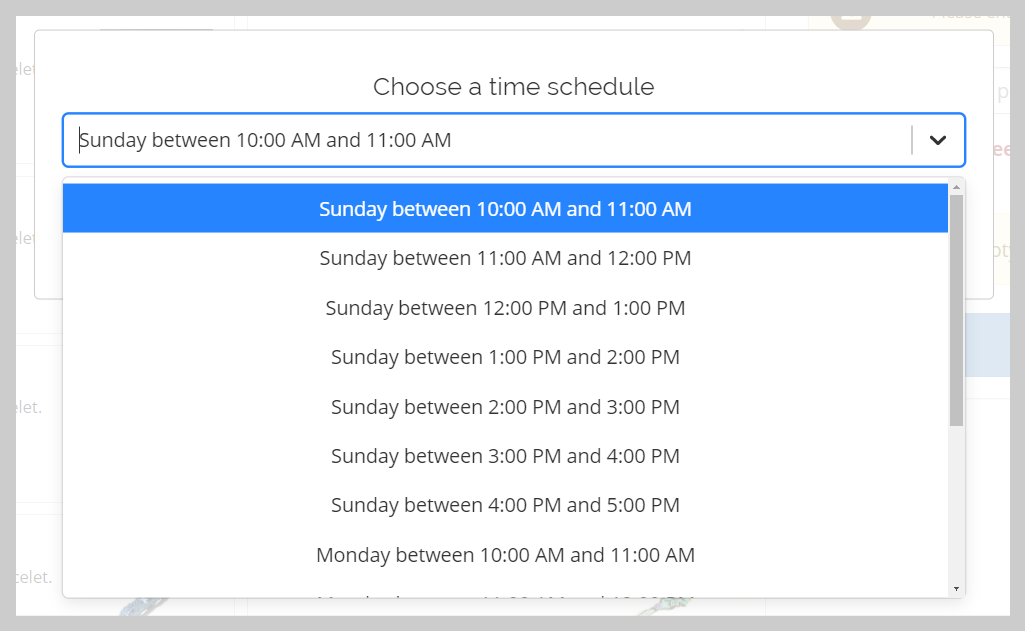 Choose a time schedule
Sunday between 10:00 AM and 11:00 AM
Sunday between 10:00 AM and 11:00 AM
Sunday between 11:00 AM and 12:00 PM
Sunday between 12:00 PM and 1:00 PM
Sunday between 1:00 PM and 2:00 PM
Sunday between 2:00 PM and 3:00 PM
Sunday between 3:00 PM and 4:00 PM
Sunday between 4:00 PM and 5:00 PM
Monday between 10:00 AM and 11:00 AM